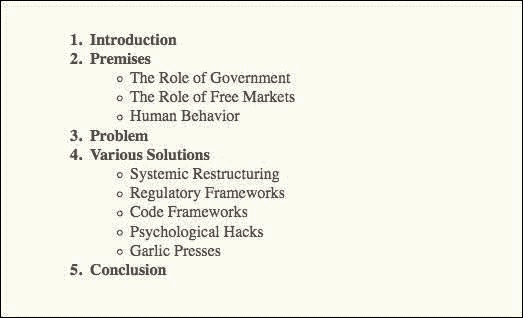 1. Introduction
2. Premises
○ The Role of Government
○ The Role of Free Markets
○ Human Behavior
3. Problem
4. Various Solutions
○ Systemic Restructuring
○ Regulatory Frameworks
○ Code Frameworks
○ Psychological Hacks
○ Garlic Presses
5. Conclusion